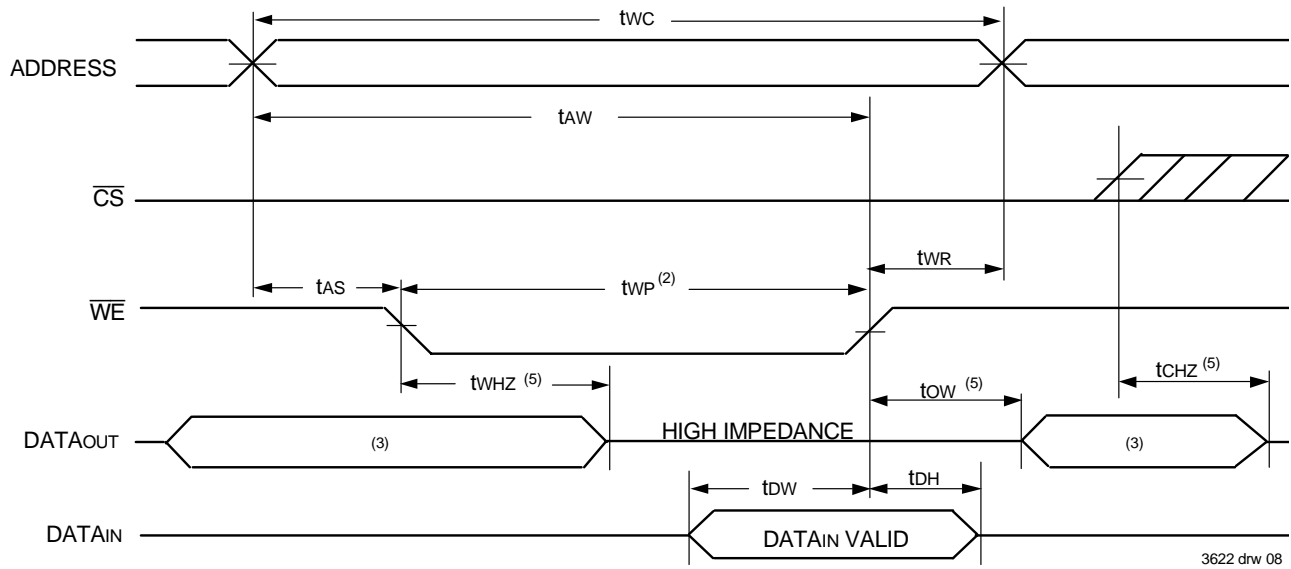 tWC
ADDRESS
tAW
CS
tWR
tAS
tWP (2)
WE
tWHZ (5)
tOW (5)
tCHZ (5)
DATAOUT
(3)
HIGH IMPEDANCE
(3)
tDW
tDH
DATAIN
DATAIN VALID
3622 drw 08